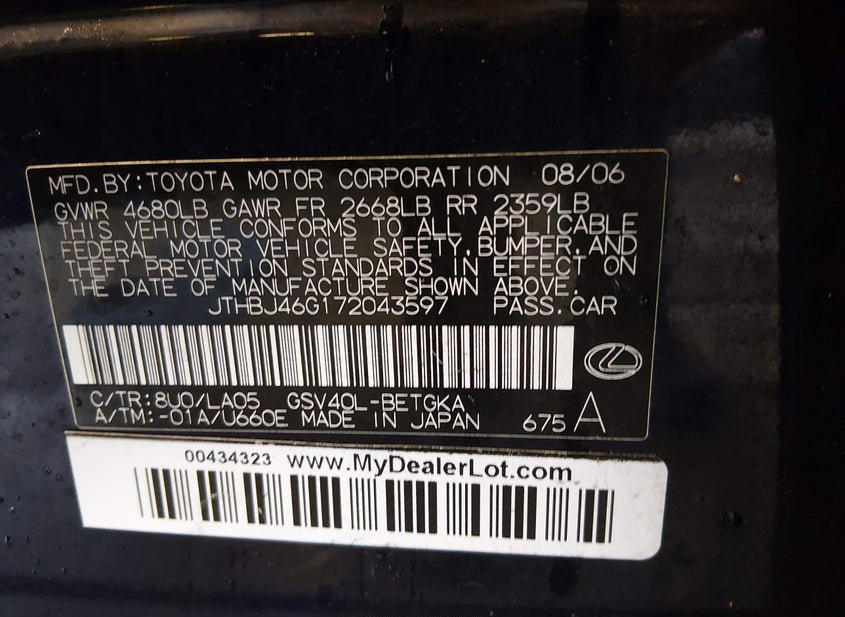 MFD.BY:TOYOTA MOTOR CORPORATION 08/06
GVWR 4680LB GAWR FR 2668LB RR 2359LB
THIS VEHICLE CONFORMS TO ALL APPLICABLE
FEDERAL MOTOR VEHICLE SAFETY,BUMPER,AND
THEFT PREVENTION STANDARDS IN EFFECT ON
THE DATE OF MANUFACTURE SHOWN ABOVE.
JTHBJ46G172043597 PASS.CAR
C/TR:8U0/LA05 GSV40L-BETGKA
A/TM:-01A/U660E MADE IN JAPAN 675 A
00434323 www.MyDealerLot.com